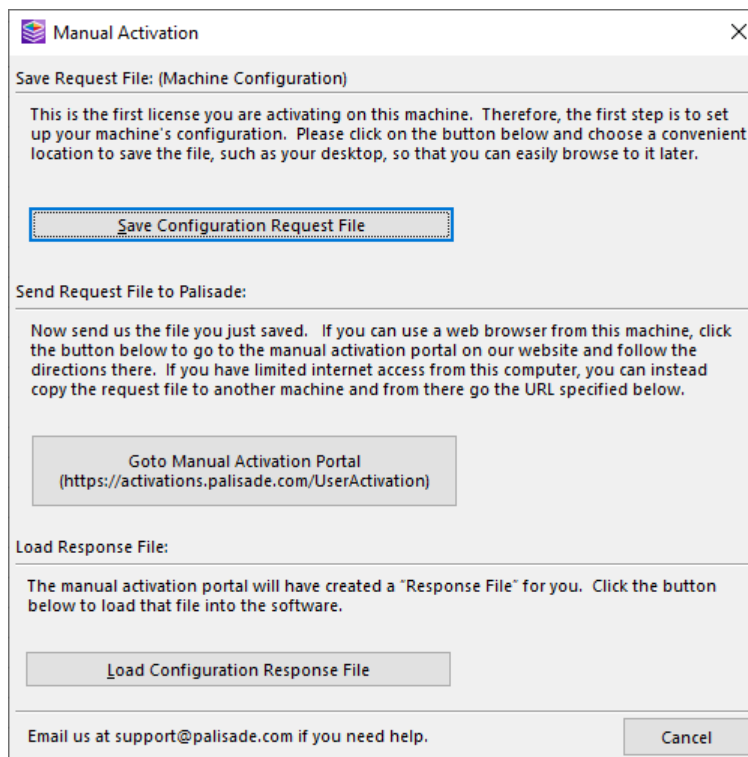 Manual Activation
Save Request File: (Machine Configuration)
This is the first license you are activating on this machine. Therefore, the first step is to set
up your machine's configuration. Please click on the button below and choose a convenient
location to save the file, such as your desktop, so that you can easily browse to it later.
Save Configuration Request File
Send Request File to Palisade:
Now send us the file you just saved. If you can use a web browser from this machine, click
the button below to go to the manual activation portal on our website and follow the
directions there. If you have limited internet access from this computer, you can instead
copy the request file to another machine and from there go the URL specified below.
Goto Manual Activation Portal
(https://activations.palisade.com/UserActivation)
Load Response File:
The manual activation portal will have created a "Response File" for you. Click the button
below to load that file into the software.
Load Configuration Response File
Email us at support@palisade.com if you need help.
Cancel